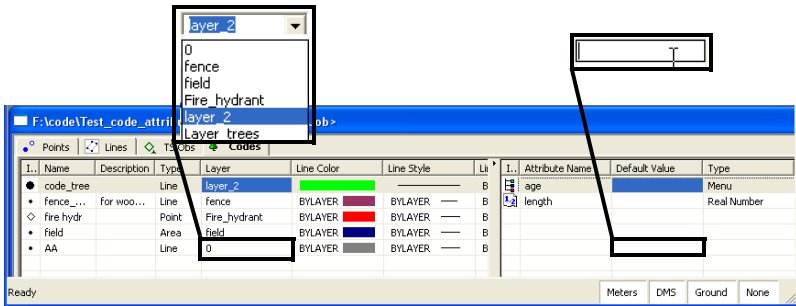 layer_2
0
fence
field
Fire_hydrant
layer_2
Layer_trees
F:\code\Test_code_attri ob>
Points Lines TS Obs Codes
I.. Name Description Type Layer Line Color Line Style Lin I.. Attribute Name Default Value Type
code_tree Line layer_2 B age Menu
fence_... for woo... Line fence BYLAYER BYLAYER B length Real Number
fire hydr Point Fire_hydrant BYLAYER BYLAYER B
field Area field BYLAYER BYLAYER B
AA Line 0 BYLAYER BYLAYER B
Ready Meters DMS Ground None